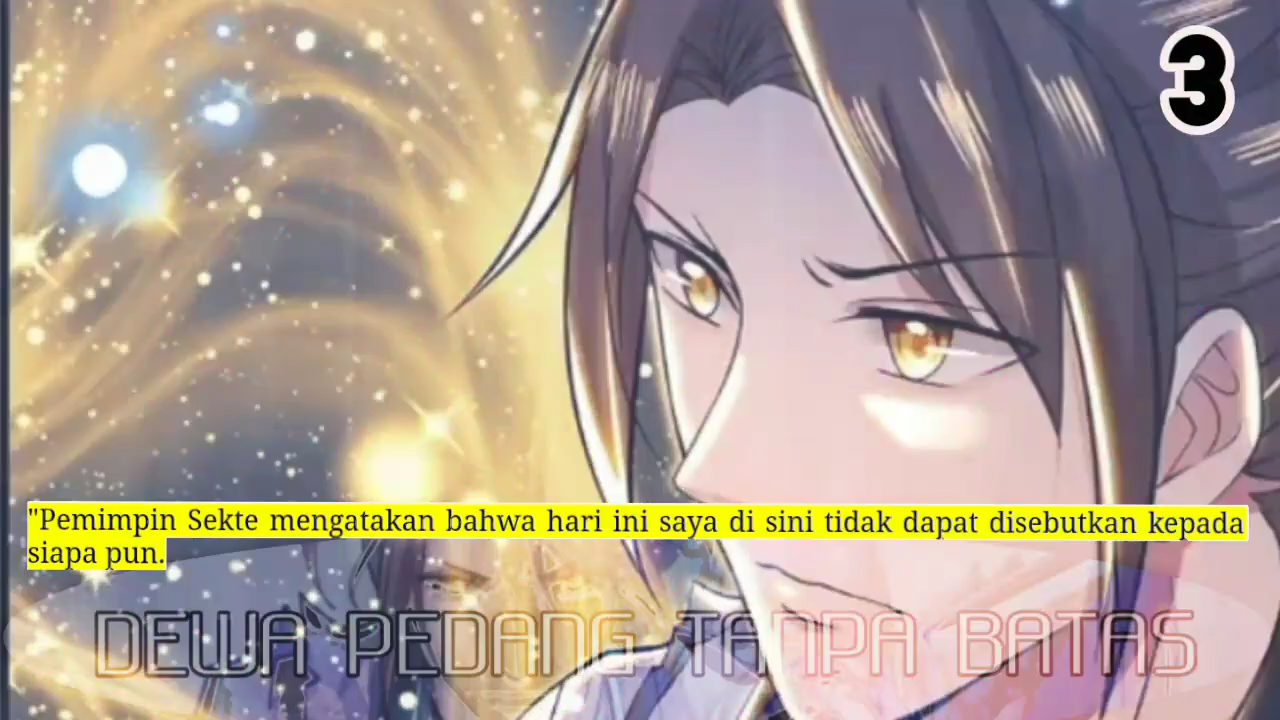 3
"Pemimpin Sekte mengatakan bahwa hari ini saya di sini tidak dapat disebutkan kepada
siapa pun.
DEWA PEDANG TANPA BATAS